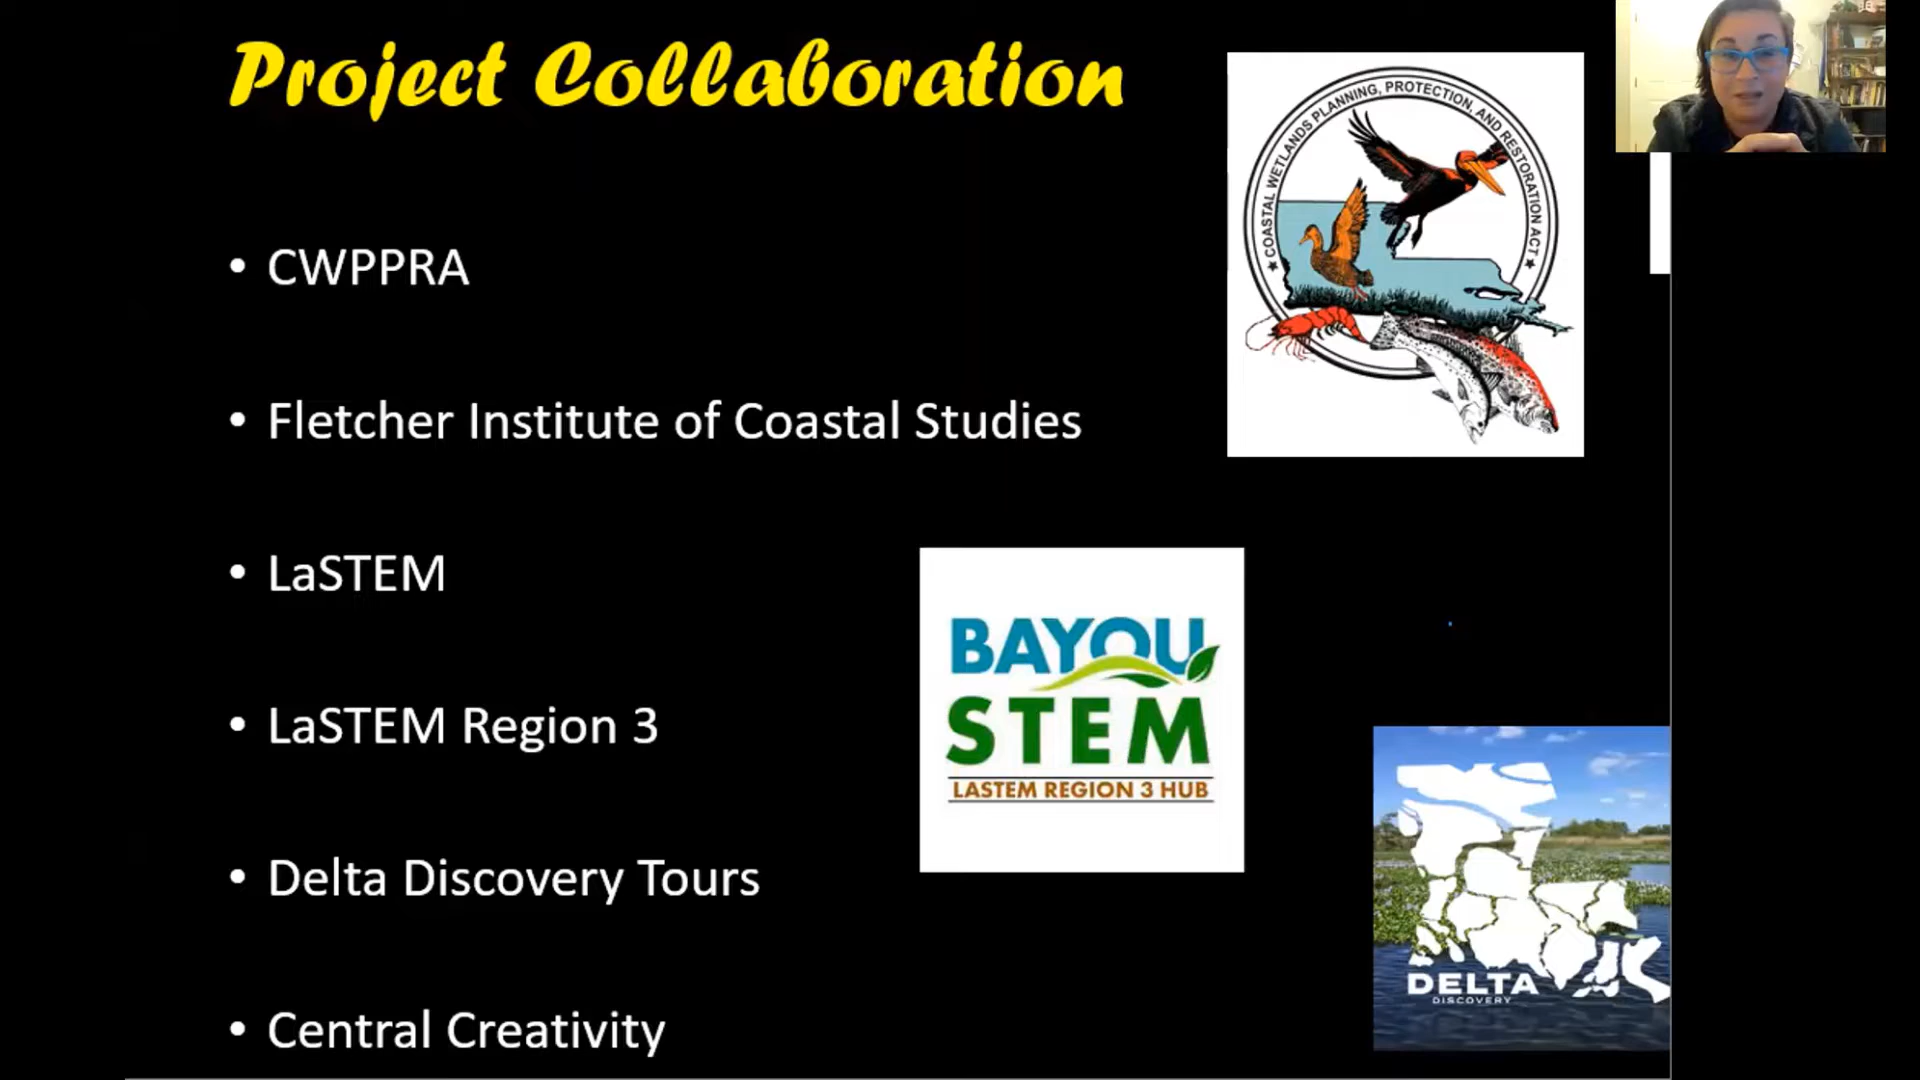 Project Collaboration
★ COASTAL WETLANDS PLANNING, PROTECTION, AND RESTORATION ACT ★
• CWPPRA
• Fletcher Institute of Coastal Studies
• LaSTEM
BAYOU
STEM
LASTEM REGION 3 HUB
• LaSTEM Region 3
• Delta Discovery Tours
DELTA
DISCOVERY
• Central Creativity